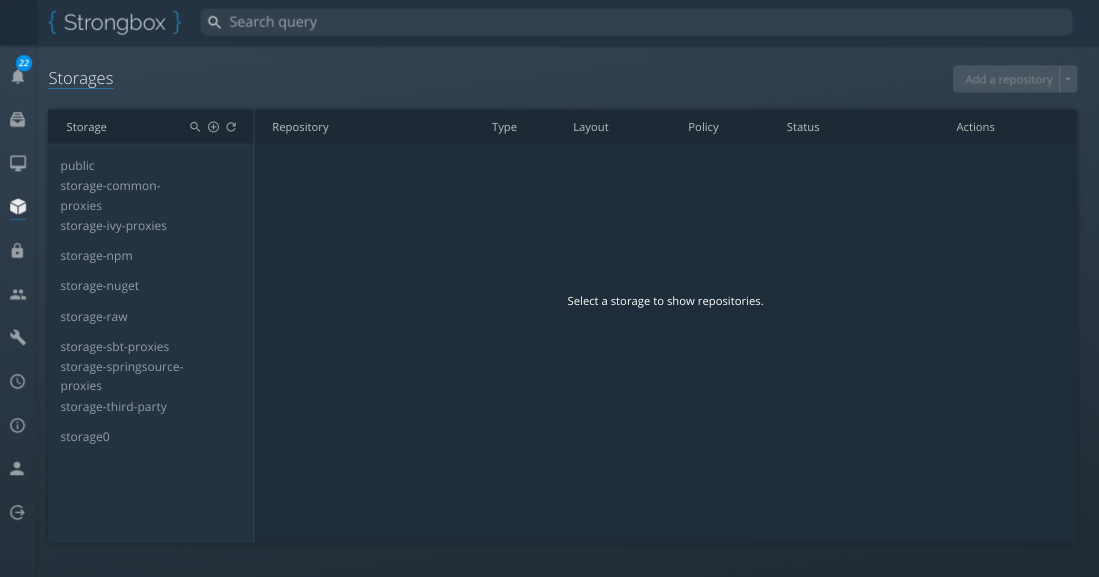 { Strongbox }
Search query
22
Storages
Add a repository
Storage
Repository Type Layout Policy Status Actions
public
storage-common-
proxies
storage-ivy-proxies
storage-npm
storage-nuget
storage-raw
storage-sbt-proxies
storage-springsource-
proxies
storage-third-party
storage0
Select a storage to show repositories.